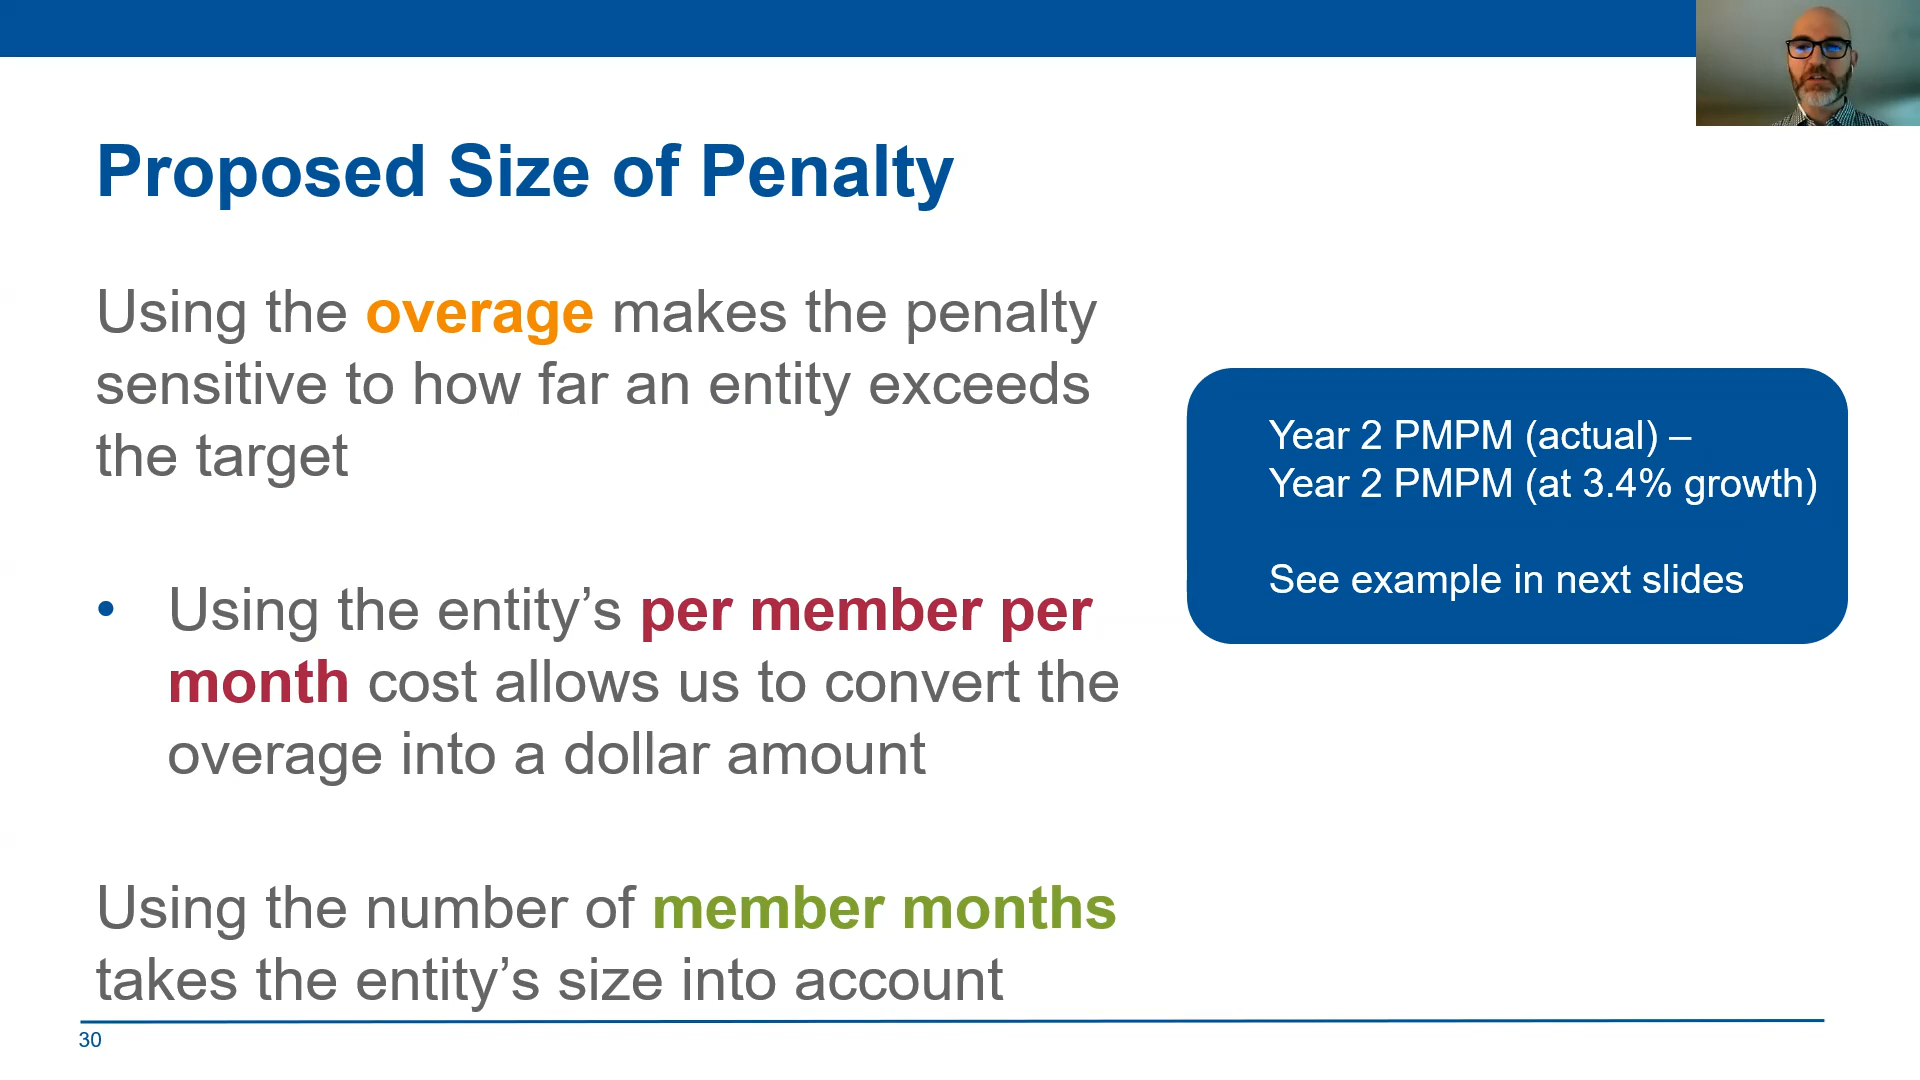 Proposed Size of Penalty
Using the overage makes the penalty
sensitive to how far an entity exceeds
the target
• Using the entity’s per member per
month cost allows us to convert the
overage into a dollar amount
Using the number of member months
takes the entity’s size into account
Year 2 PMPM (actual) –
Year 2 PMPM (at 3.4% growth)
See example in next slides
30